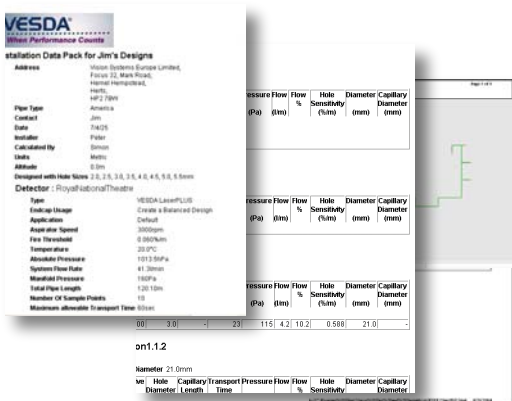 VESDA®
When Performance Counts
stallation Data Pack for Jim's Designs
Address Vision Systems Europe Limited,
Focus 32, Mark Road,
Hemel Hempstead,
Herts,
HP2 7BW
Pipe Type America
Contact Jim
Date 7/4/25
Installer Peter
Calculated By Simon
Units Metric
Altitude 0.0m
Designed with Hole Sizes 2.0, 2.5, 3.0, 3.5, 4.0, 4.5, 5.0, 5.5mm
Detector : RoyalNationalTheatre
Type VESDA LaserPLUS
Endcap Usage Create a Balanced Design
Application Default
Aspirator Speed 3000rpm
Fire Threshold 0.060%/m
Temperature 20.0°C
Absolute Pressure 1013.5hPa
System Flow Rate 41.3l/min
Manifold Pressure 160Pa
Total Pipe Length 120.10m
Number Of Sample Points 10
Maximum allowable Transport Time 60sec
essure Flow Flow Hole Diameter Capillary
% Sensitivity Diameter
(Pa) (l/m) (%/m) (mm) (mm)
ressure Flow Flow Hole Diameter Capillary
% Sensitivity Diameter
(Pa) (l/m) (%/m) (mm) (mm)
ressure Flow Flow Hole Diameter Capillary
% Sensitivity Diameter
(Pa) (l/m) (%/m) (mm) (mm)
00 3.0 - 23 115 4.2 10.2 0.588 21.0 -
on1.1.2
Diameter 21.0mm
ve Hole Capillary Transport Pressure Flow Flow Hole Diameter Capillary
Diameter Length Time % Sensitivity Diameter
Page 1 of 1